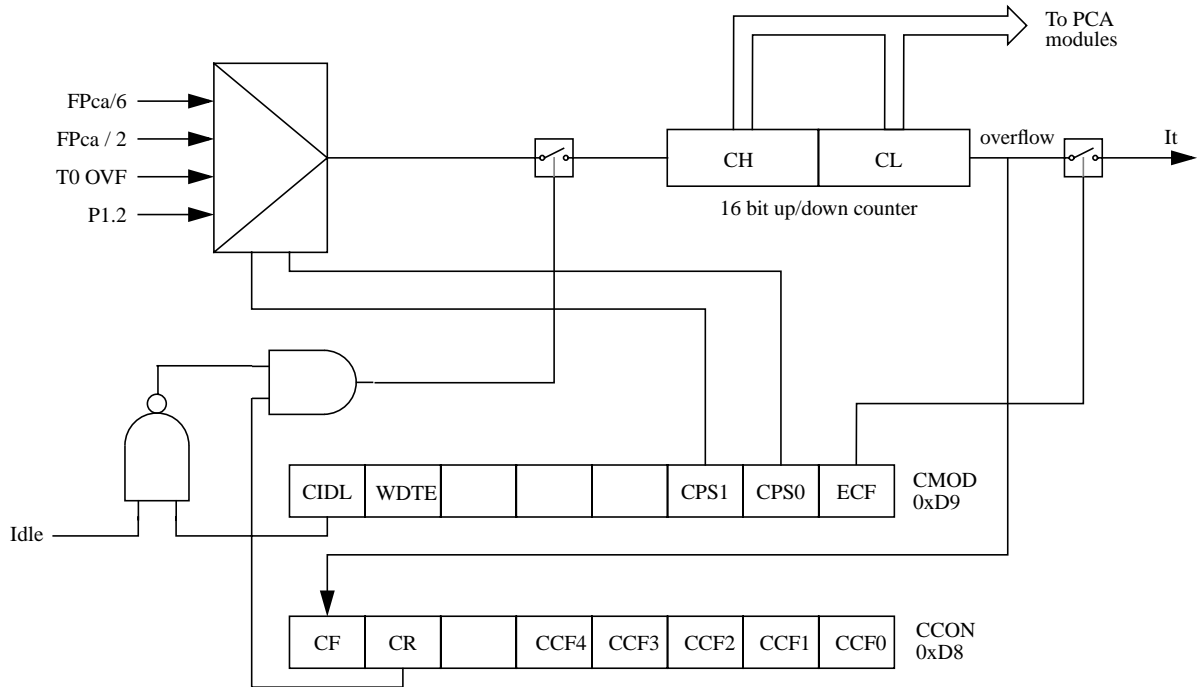 To PCA
modules
FPca/6
FPca / 2
T0 OVF
P1.2
CH
CL
overflow
It
16 bit up/down counter
CIDL
WDTE
CPS1
CPS0
ECF
CMOD
0xD9
Idle
CF
CR
CCF4
CCF3
CCF2
CCF1
CCF0
CCON
0xD8